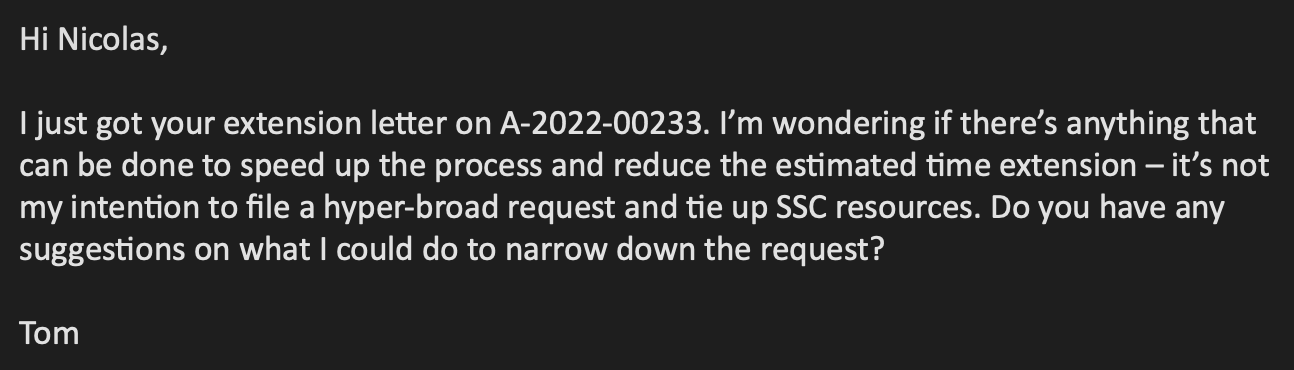 Hi Nicolas,
I just got your extension letter on A-2022-00233. I’m wondering if there’s anything that
can be done to speed up the process and reduce the estimated time extension – it’s not
my intention to file a hyper-broad request and tie up SSC resources. Do you have any
suggestions on what I could do to narrow down the request?
Tom